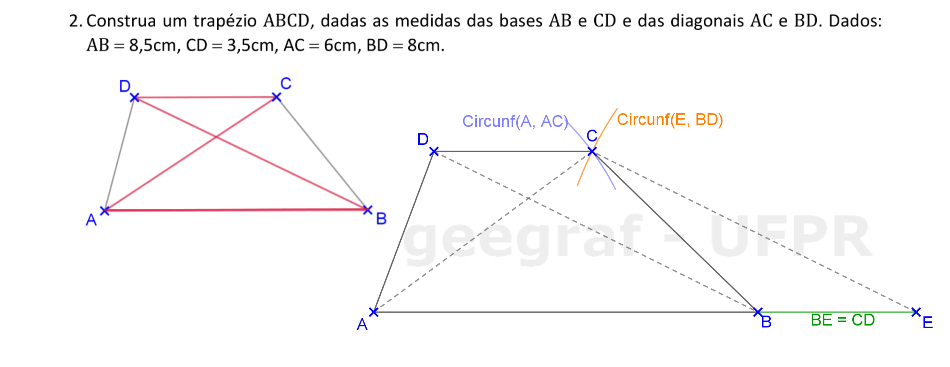 2. Construa um trapézio ABCD, dadas as medidas das bases AB e CD e das diagonais AC e BD. Dados:
AB = 8,5cm, CD = 3,5cm, AC = 6cm, BD = 8cm.
D
C
A
B
Circunf(A, AC)
Circunf(E, BD)
D
C
geegraf - UFPR
A
B
BE = CD
E